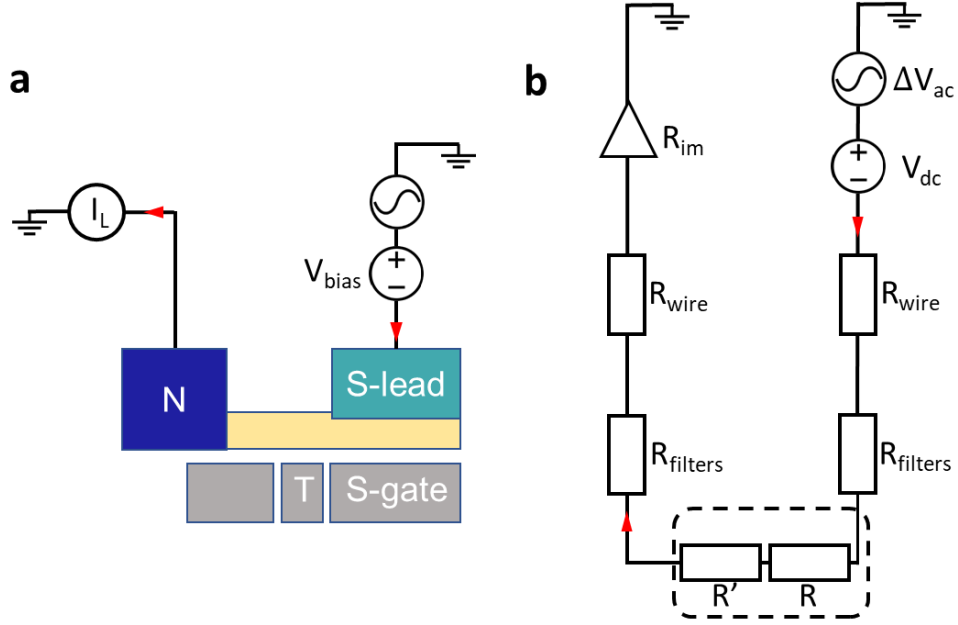 a
I_L
V_bias
N
S-lead
T
S-gate
b
R_im
ΔV_ac
+
−
V_dc
R_wire
R_wire
R_filters
R_filters
R’
R